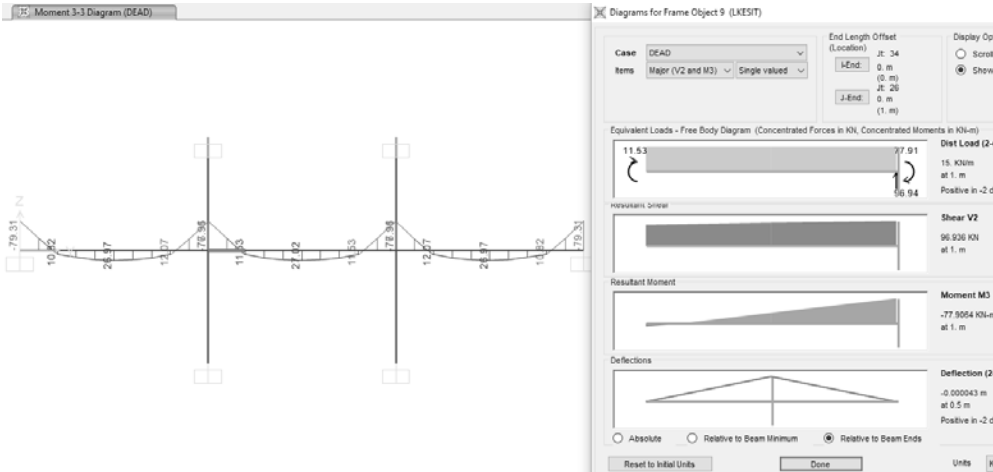 Moment 3-3 Diagram (DEAD)
-79.31
10.82
26.97
12.07
11.53
27.02
11.53
12.07
26.97
10.82
-79.31
Z
Diagrams for Frame Object 9 (LKESIT)
Case DEAD
Items Major (V2 and M3) Single valued
End Length Offset
(Location)
I-End: Jt: 34
0. m
(0. m)
J-End: Jt: 26
0. m
(1. m)
Display Op
Scroll
Show
Equivalent Loads - Free Body Diagram (Concentrated Forces in KN, Concentrated Moments in KN-m)
11.53
77.91
96.94
Dist Load (2-
15. KN/m
at 1. m
Positive in -2 d
Resultant Shear
Shear V2
96.936 KN
at 1. m
Resultant Moment
Moment M3
-77.9064 KN-m
at 1. m
Deflections
Deflection (2-
-0.000043 m
at 0.5 m
Positive in -2 d
Absolute Relative to Beam Minimum Relative to Beam Ends
Reset to Initial Units Done Units K